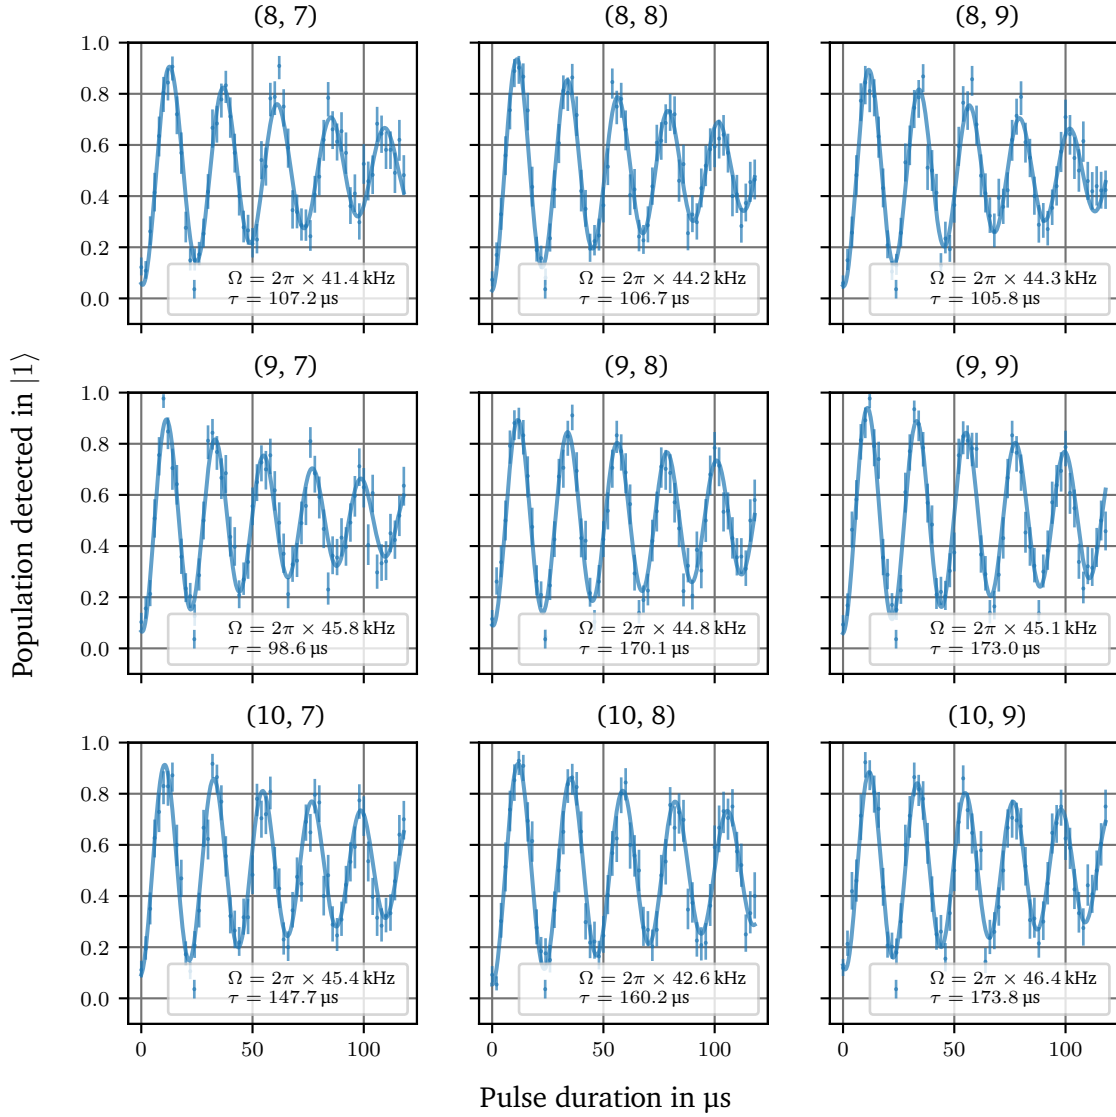 (8, 7)
(8, 8)
(8, 9)
1.0
0.8
0.6
0.4
0.2
0.0
Ω = 2π × 41.4 kHz
τ = 107.2 µs
Ω = 2π × 44.2 kHz
τ = 106.7 µs
Ω = 2π × 44.3 kHz
τ = 105.8 µs
Population detected in |1⟩
(9, 7)
(9, 8)
(9, 9)
1.0
0.8
0.6
0.4
0.2
0.0
Ω = 2π × 45.8 kHz
τ = 98.6 µs
Ω = 2π × 44.8 kHz
τ = 170.1 µs
Ω = 2π × 45.1 kHz
τ = 173.0 µs
(10, 7)
(10, 8)
(10, 9)
1.0
0.8
0.6
0.4
0.2
0.0
Ω = 2π × 45.4 kHz
τ = 147.7 µs
Ω = 2π × 42.6 kHz
τ = 160.2 µs
Ω = 2π × 46.4 kHz
τ = 173.8 µs
0 50 100
0 50 100
0 50 100
Pulse duration in µs